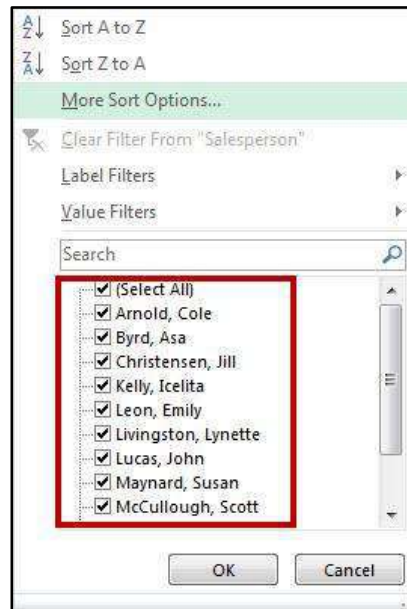 Sort A to Z
Sort Z to A
More Sort Options...
Clear Filter From "Salesperson"
Label Filters
Value Filters
Search
(Select All)
Arnold, Cole
Byrd, Asa
Christensen, Jill
Kelly, Icelita
Leon, Emily
Livingston, Lynette
Lucas, John
Maynard, Susan
McCullough, Scott
OK Cancel